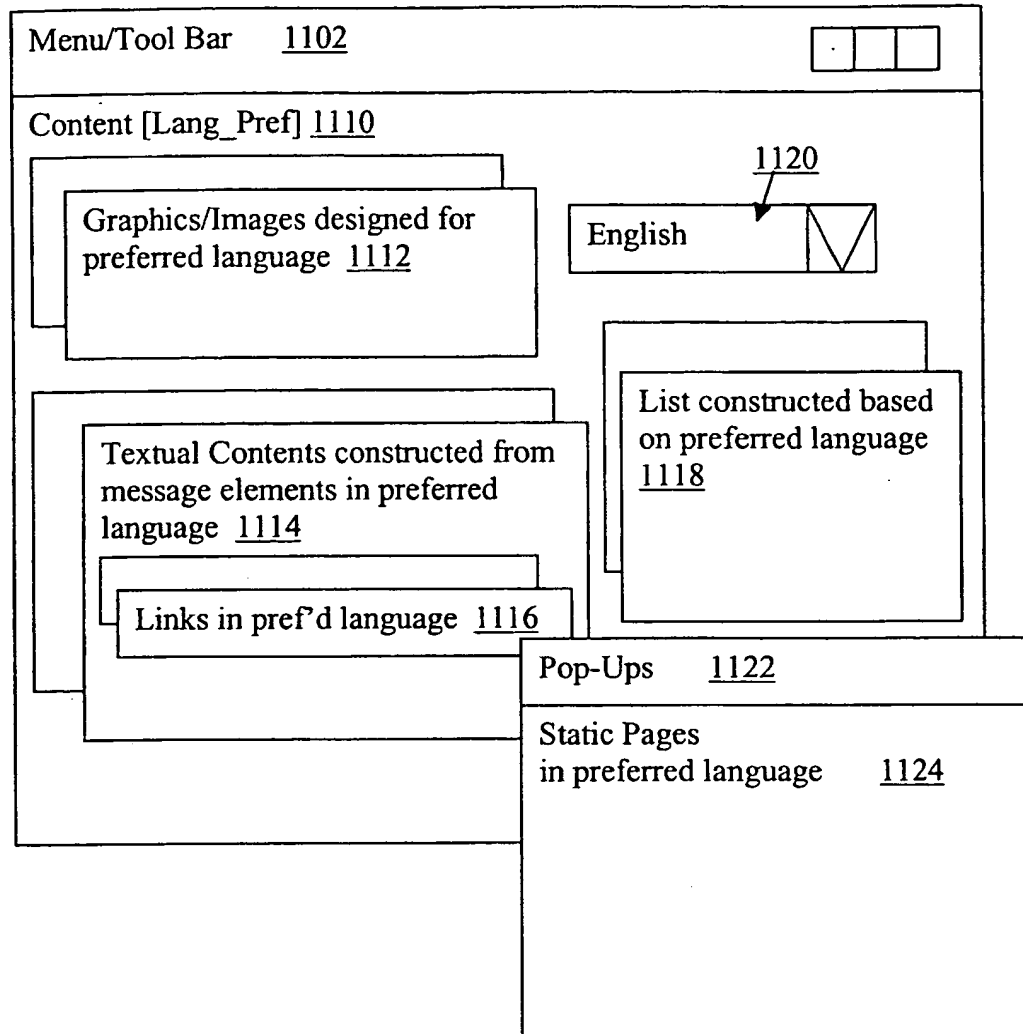 Menu/Tool Bar 1102
Content [Lang_Pref] 1110
1120
Graphics/Images designed for
preferred language 1112
English
List constructed based
on preferred language
1118
Textual Contents constructed from
message elements in preferred
language 1114
Links in pref'd language 1116
Pop-Ups 1122
Static Pages
in preferred language 1124